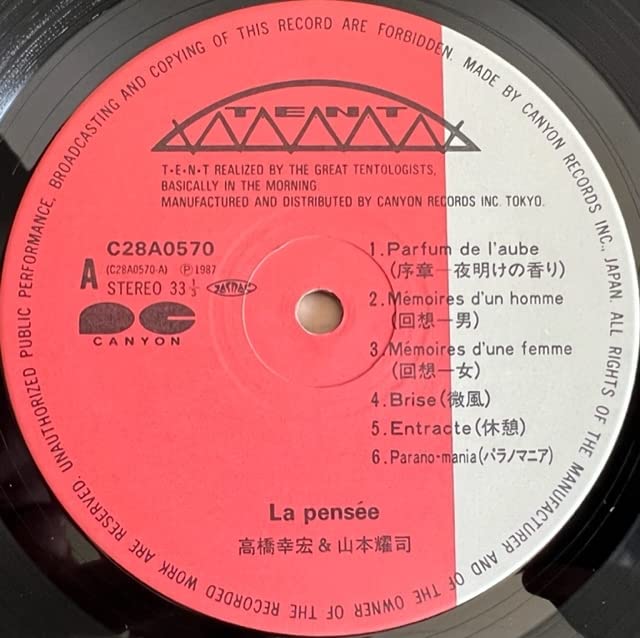 UNAUTHORIZED PUBLIC PERFORMANCE, BROADCASTING AND COPYING OF THIS RECORD ARE FORBIDDEN. MADE BY CANYON RECORDS INC., JAPAN. ALL RIGHTS OF THE MANUFACTURER AND OF THE OWNER OF THE RECORDED WORK ARE RESERVED.
TENT
T•E•N•T REALIZED BY THE GREAT TENTOLOGISTS,
BASICALLY IN THE MORNING
MANUFACTURED AND DISTRIBUTED BY CANYON RECORDS INC. TOKYO.
C28A0570
A (C28A0570-A) Ⓟ1987
STEREO 33 1/3
CANYON
1. Parfum de l'aube
(序章ー夜明けの香り)
2. Mémoires d'un homme
(回想ー男)
3. Mémoires d'une femme
(回想ー女)
4. Brise (微風)
5. Entracte (休憩)
6. Parano-mania (パラノマニア)
La pensée
高橋幸宏 & 山本耀司